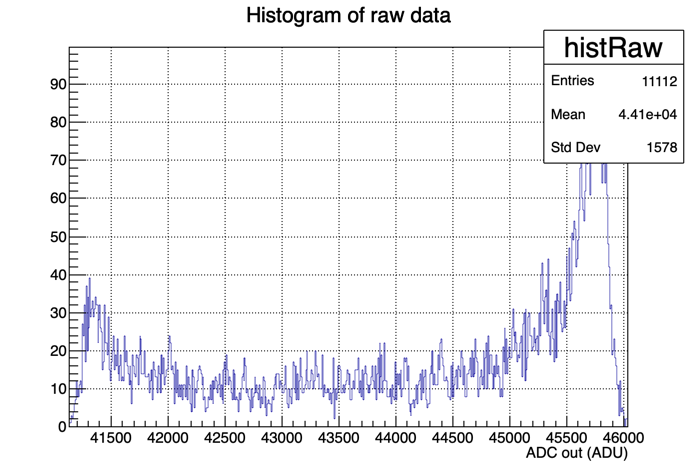 Histogram of raw data
histRaw
Entries 11112
Mean 4.41e+04
Std Dev 1578
90
80
70
60
50
40
30
20
10
0
41500 42000 42500 43000 43500 44000 44500 45000 45500 46000
ADC out (ADU)